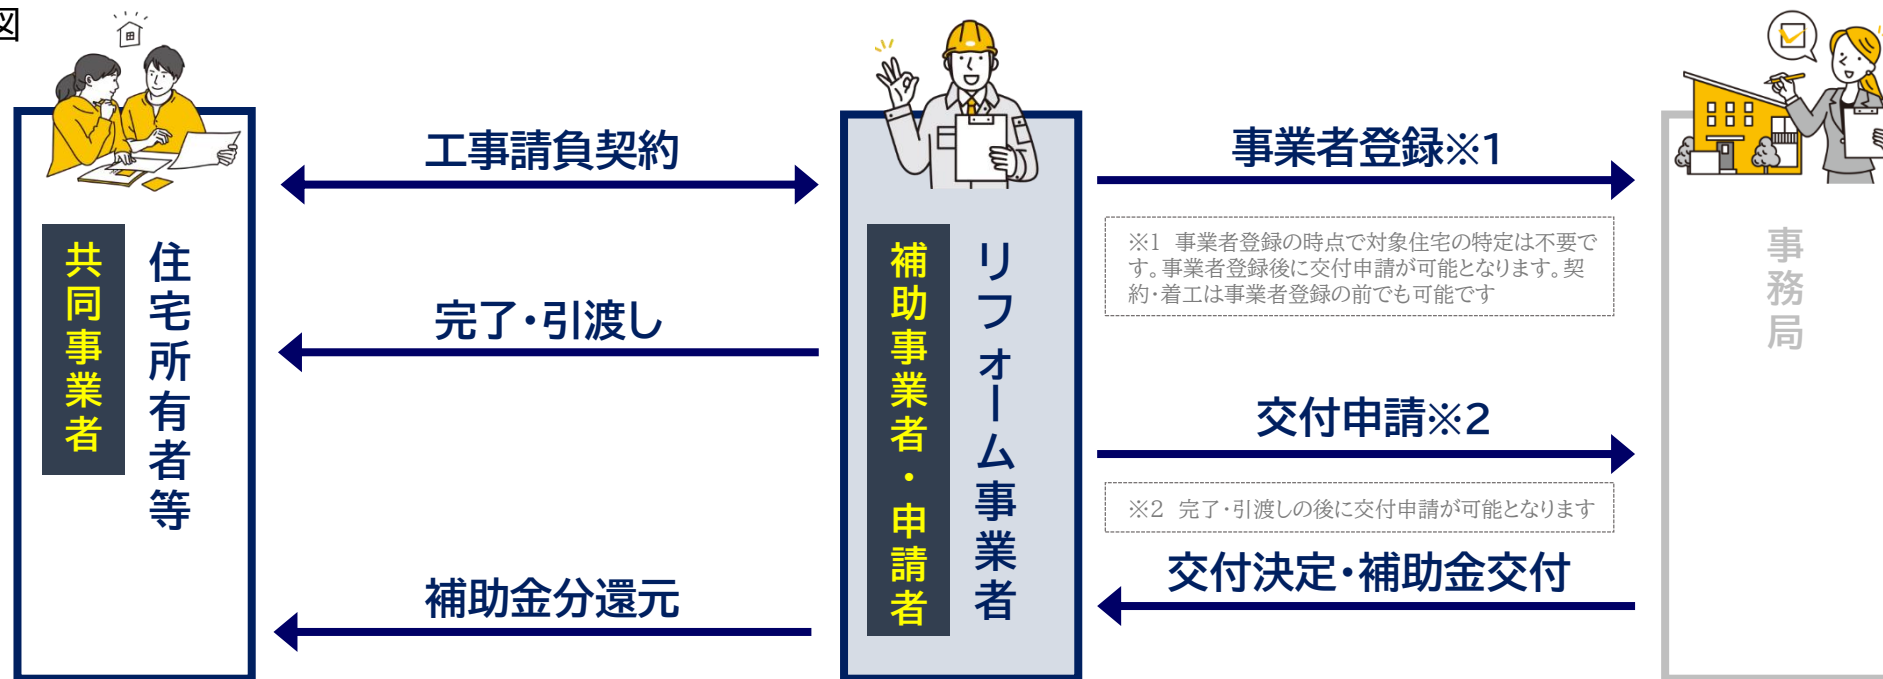 図
工事請負契約
事業者登録※1
※1 事業者登録の時点で対象住宅の特定は不要で
す。事業者登録後に交付申請が可能となります。契
約・着工は事業者登録の前でも可能です
共同事業者
住宅所有者等
完了・引渡し
補助事業者・申請者
リフォーム事業者
事務局
交付申請※2
※2 完了・引渡しの後に交付申請が可能となります
交付決定・補助金交付
補助金分還元